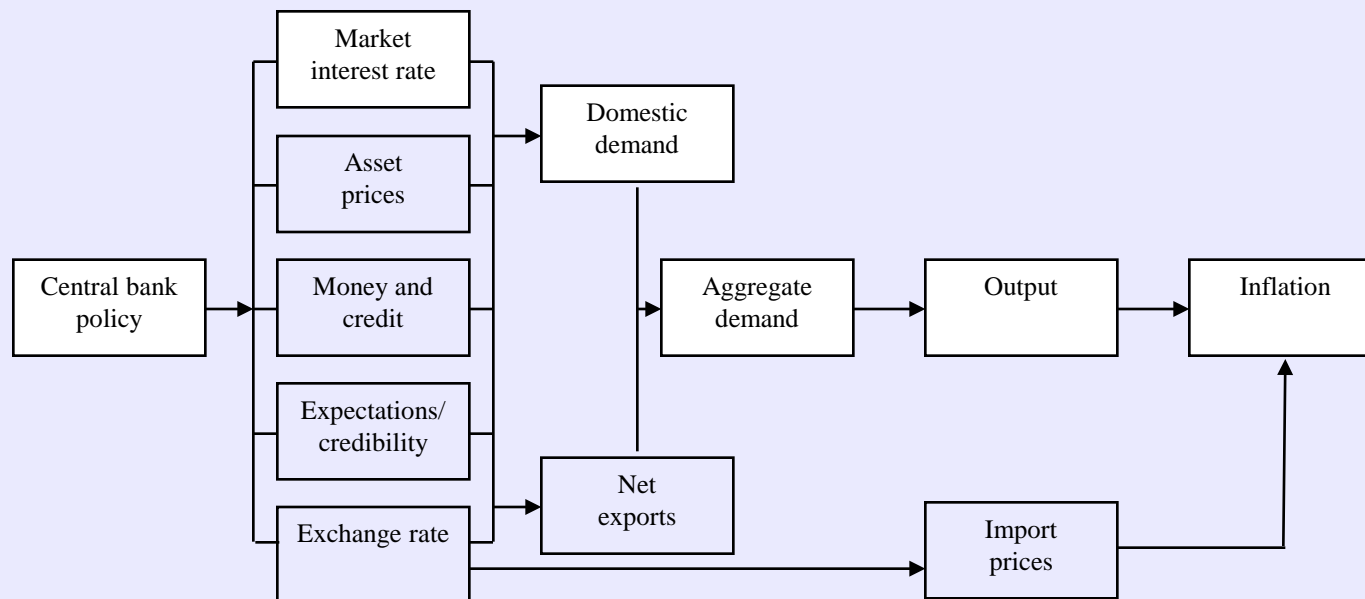 Market
interest rate
Domestic
demand
Asset
prices
Central bank
policy
Money and
credit
Aggregate
demand
Output
Inflation
Expectations/
credibility
Net
exports
Exchange rate
Import
prices